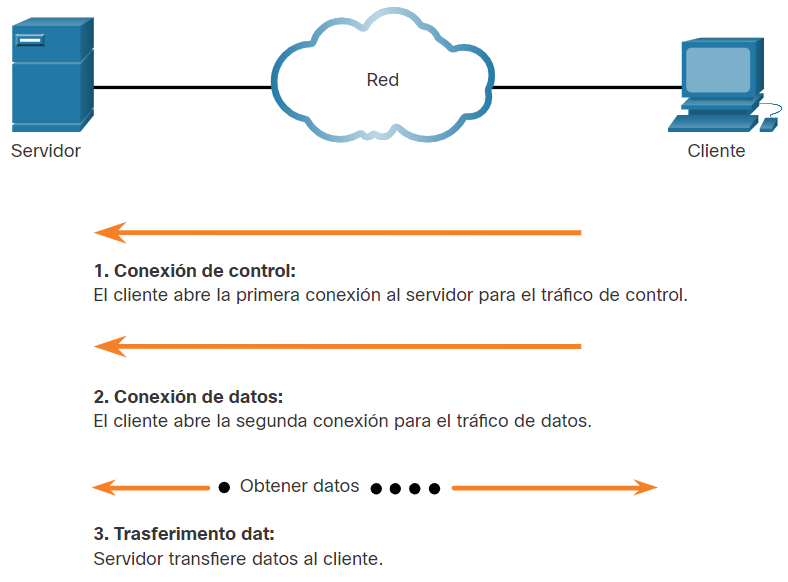 Red
Servidor
Cliente
1. Conexión de control:
El cliente abre la primera conexión al servidor para el tráfico de control.
2. Conexión de datos:
El cliente abre la segunda conexión para el tráfico de datos.
Obtener datos
3. Trasferimento dat:
Servidor transfiere datos al cliente.